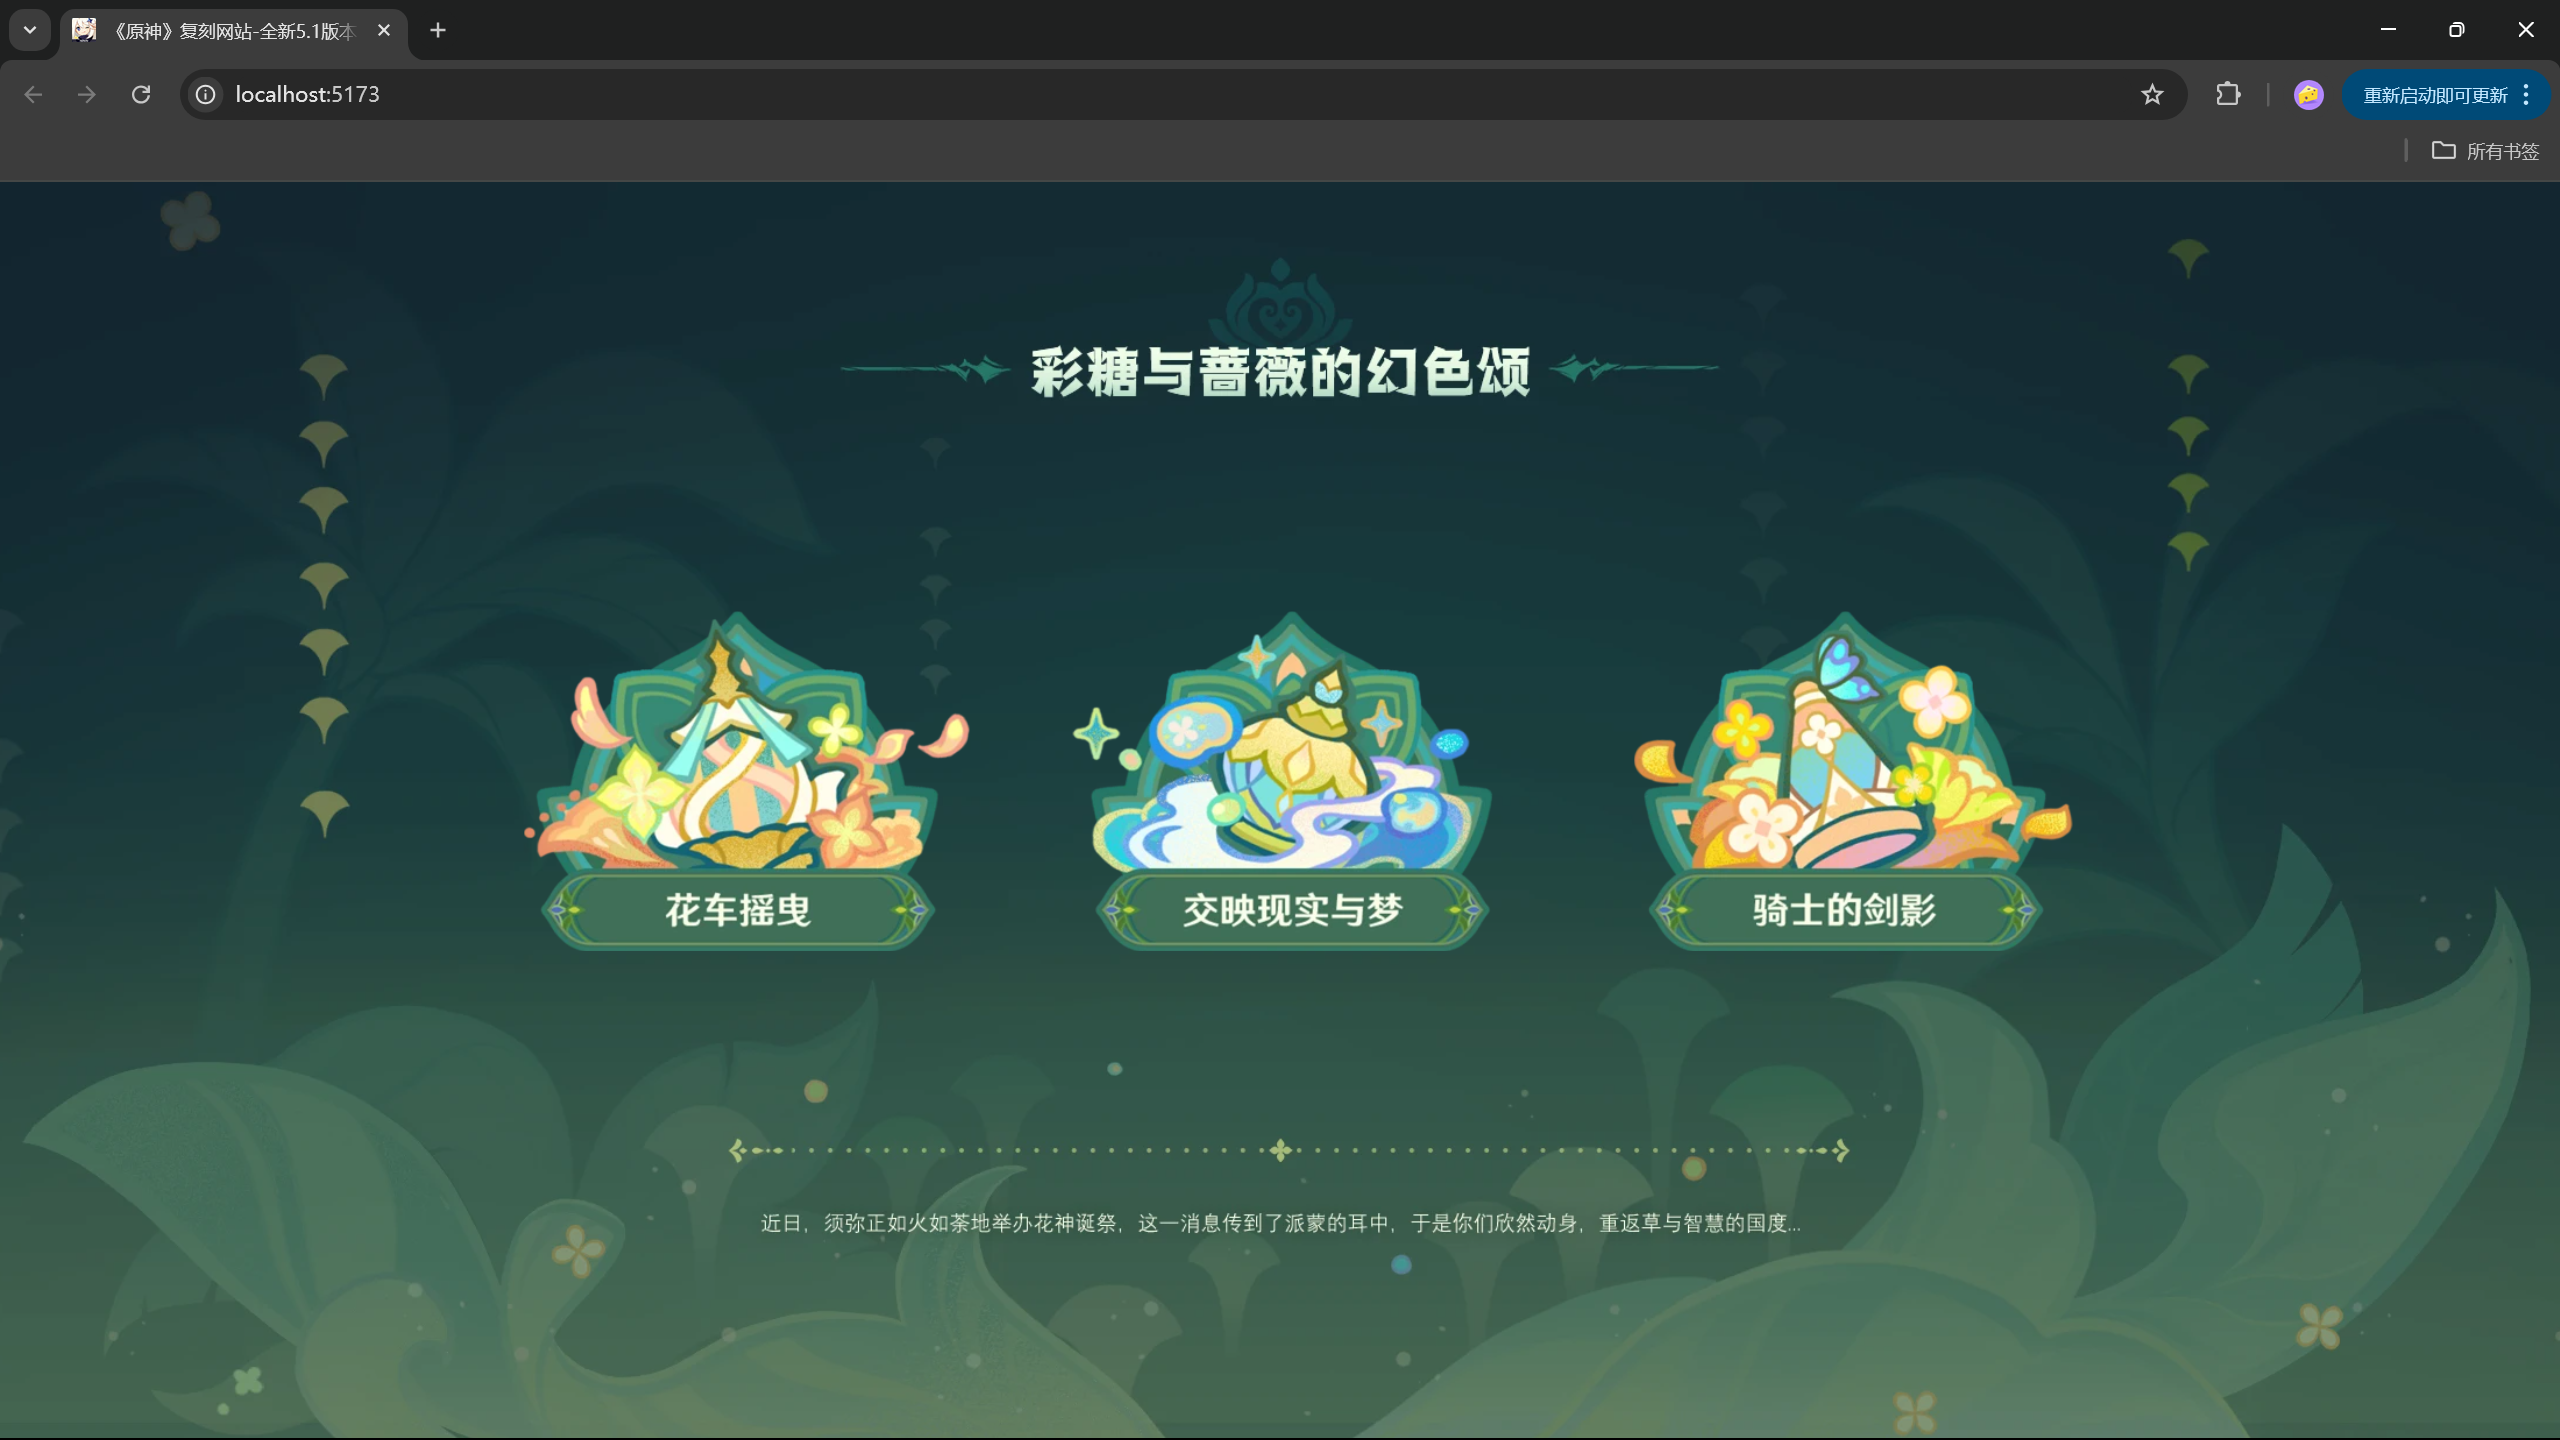 《原神》复刻网站-全新5.1版本
localhost:5173
重新启动即可更新
所有书签
彩糖与蔷薇的幻色颂
花车摇曳
交映现实与梦
骑士的剑影
近日，须弥正如火如荼地举办花神诞祭，这一消息传到了派蒙的耳中，于是你们欣然动身，重返草与智慧的国度...